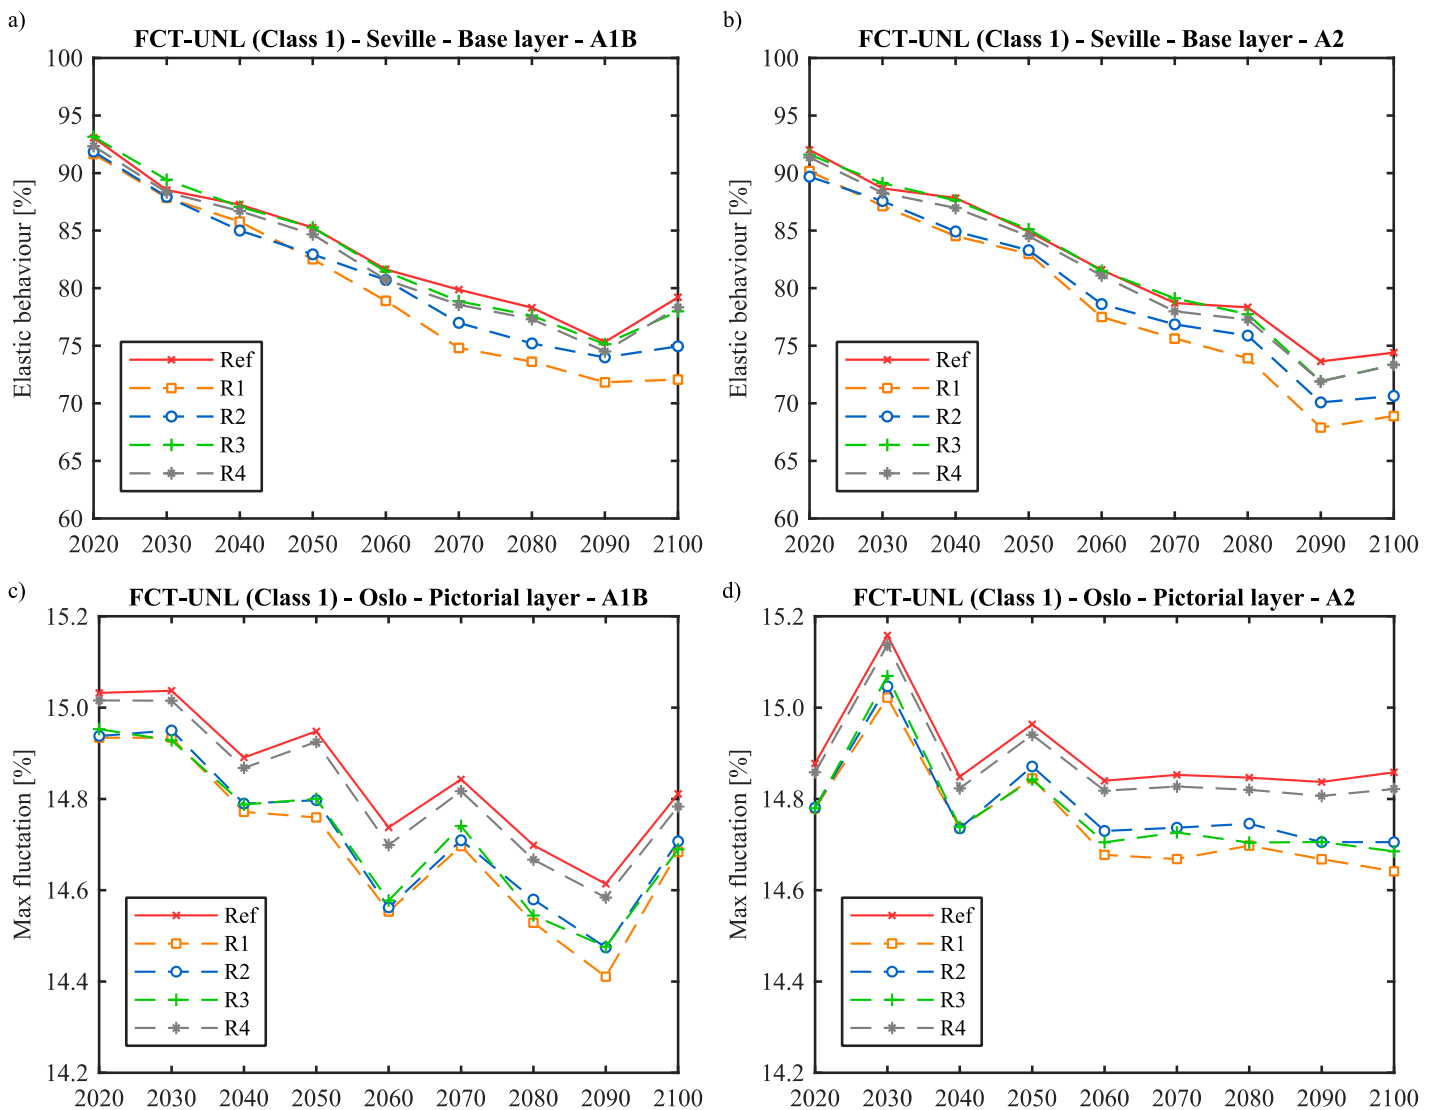 a)
FCT-UNL (Class 1) - Seville - Base layer - A1B
100
95
90
85
80
75
70
65
60
Elastic behaviour [%]
Ref
R1
R2
R3
R4
2020 2030 2040 2050 2060 2070 2080 2090 2100
b)
FCT-UNL (Class 1) - Seville - Base layer - A2
100
95
90
85
80
75
70
65
60
Elastic behaviour [%]
Ref
R1
R2
R3
R4
2020 2030 2040 2050 2060 2070 2080 2090 2100
c)
FCT-UNL (Class 1) - Oslo - Pictorial layer - A1B
15.2
15.0
14.8
14.6
14.4
14.2
Max fluctation [%]
Ref
R1
R2
R3
R4
2020 2030 2040 2050 2060 2070 2080 2090 2100
d)
FCT-UNL (Class 1) - Oslo - Pictorial layer - A2
15.2
15.0
14.8
14.6
14.4
14.2
Max fluctation [%]
Ref
R1
R2
R3
R4
2020 2030 2040 2050 2060 2070 2080 2090 2100